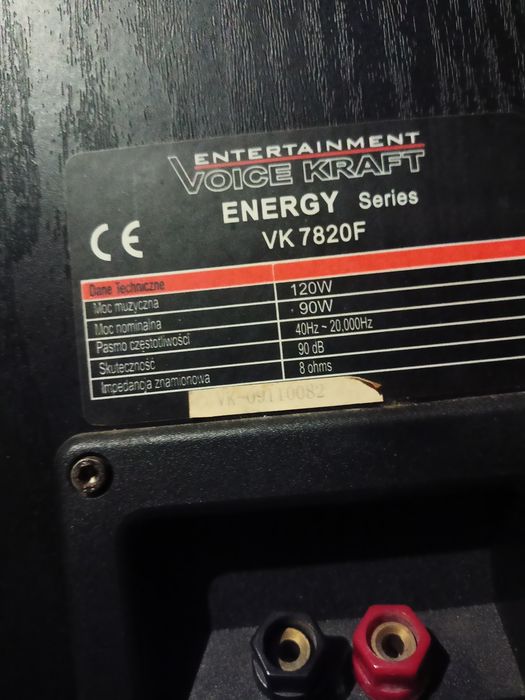 ENTERTAINMENT
VOICE KRAFT
ENERGY Series
CE
VK 7820F
Dane Techniczne
Moc muzyczna 120W
Moc nominalna 90W
Pasmo częstotliwości 40Hz ~ 20,000Hz
Skuteczność 90 dB
Impedancja znamionowa 8 ohms
VK-09110082